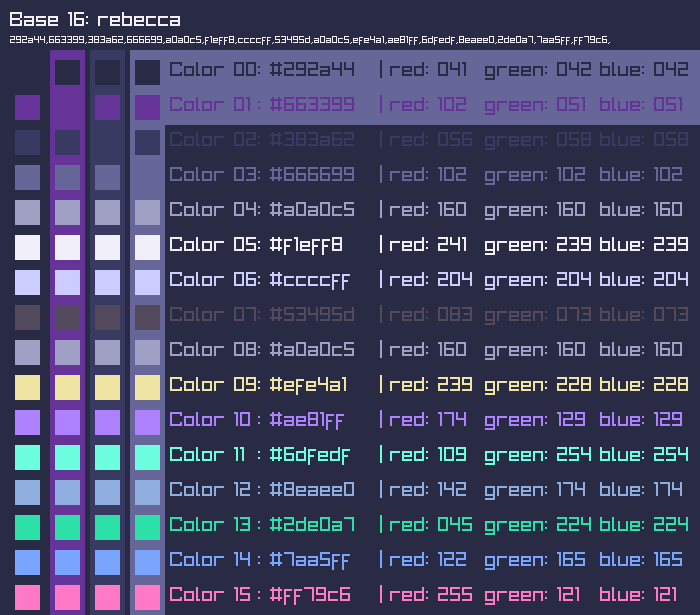 Base 16: rebecca
292a44,663399,383a62,666699,a0a0c5,f1eff8,ccccff,53495d,a0a0c5,efe4a1,ae81ff,6dfedf,8eaee0,2de0a7,7aa5ff,ff79c6,
Color 00: #292a44 | red: 041 green: 042 blue: 042
Color 01 : #663399 | red: 102 green: 051 blue: 051
Color 02: #383a62 | red: 056 green: 058 blue: 058
Color 03: #666699 | red: 102 green: 102 blue: 102
Color 04: #a0a0c5 | red: 160 green: 160 blue: 160
Color 05: #f1eff8 | red: 241 green: 239 blue: 239
Color 06: #ccccff | red: 204 green: 204 blue: 204
Color 07: #53495d | red: 083 green: 073 blue: 073
Color 08: #a0a0c5 | red: 160 green: 160 blue: 160
Color 09: #efe4a1 | red: 239 green: 228 blue: 228
Color 10 : #ae81ff | red: 174 green: 129 blue: 129
Color 11 : #6dfedf | red: 109 green: 254 blue: 254
Color 12 : #8eaee0 | red: 142 green: 174 blue: 174
Color 13 : #2de0a7 | red: 045 green: 224 blue: 224
Color 14 : #7aa5ff | red: 122 green: 165 blue: 165
Color 15 : #ff79c6 | red: 255 green: 121 blue: 121